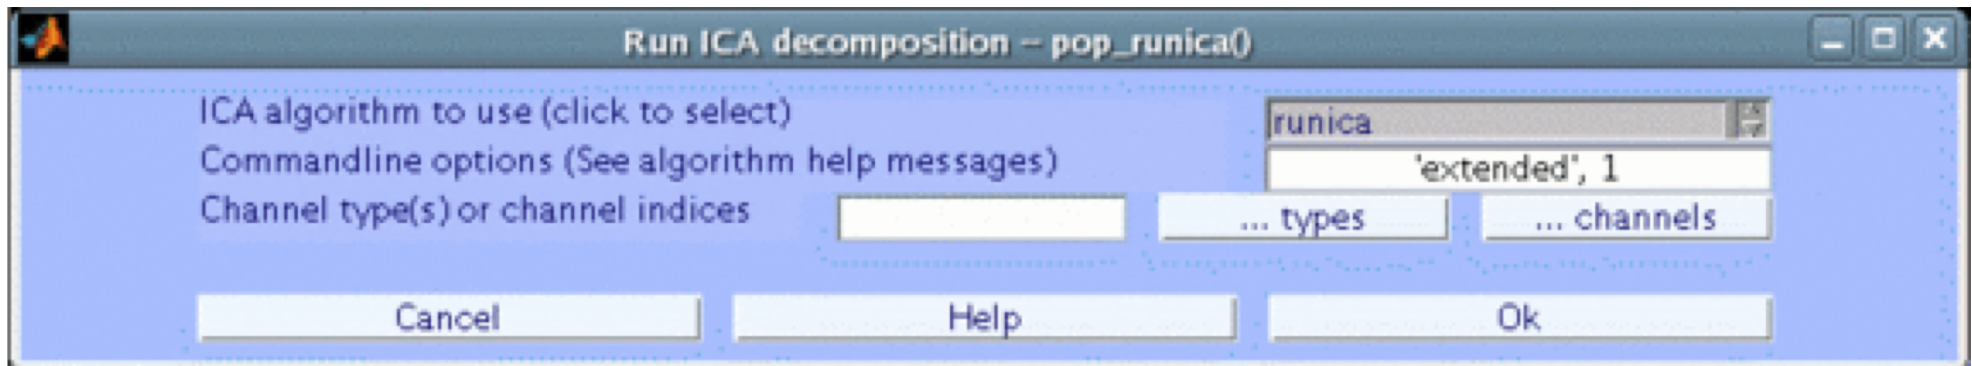 Run ICA decomposition -- pop_runica()
ICA algorithm to use (click to select)
runica
Commandline options (See algorithm help messages)
'extended', 1
Channel type(s) or channel indices
... types
... channels
Cancel
Help
Ok